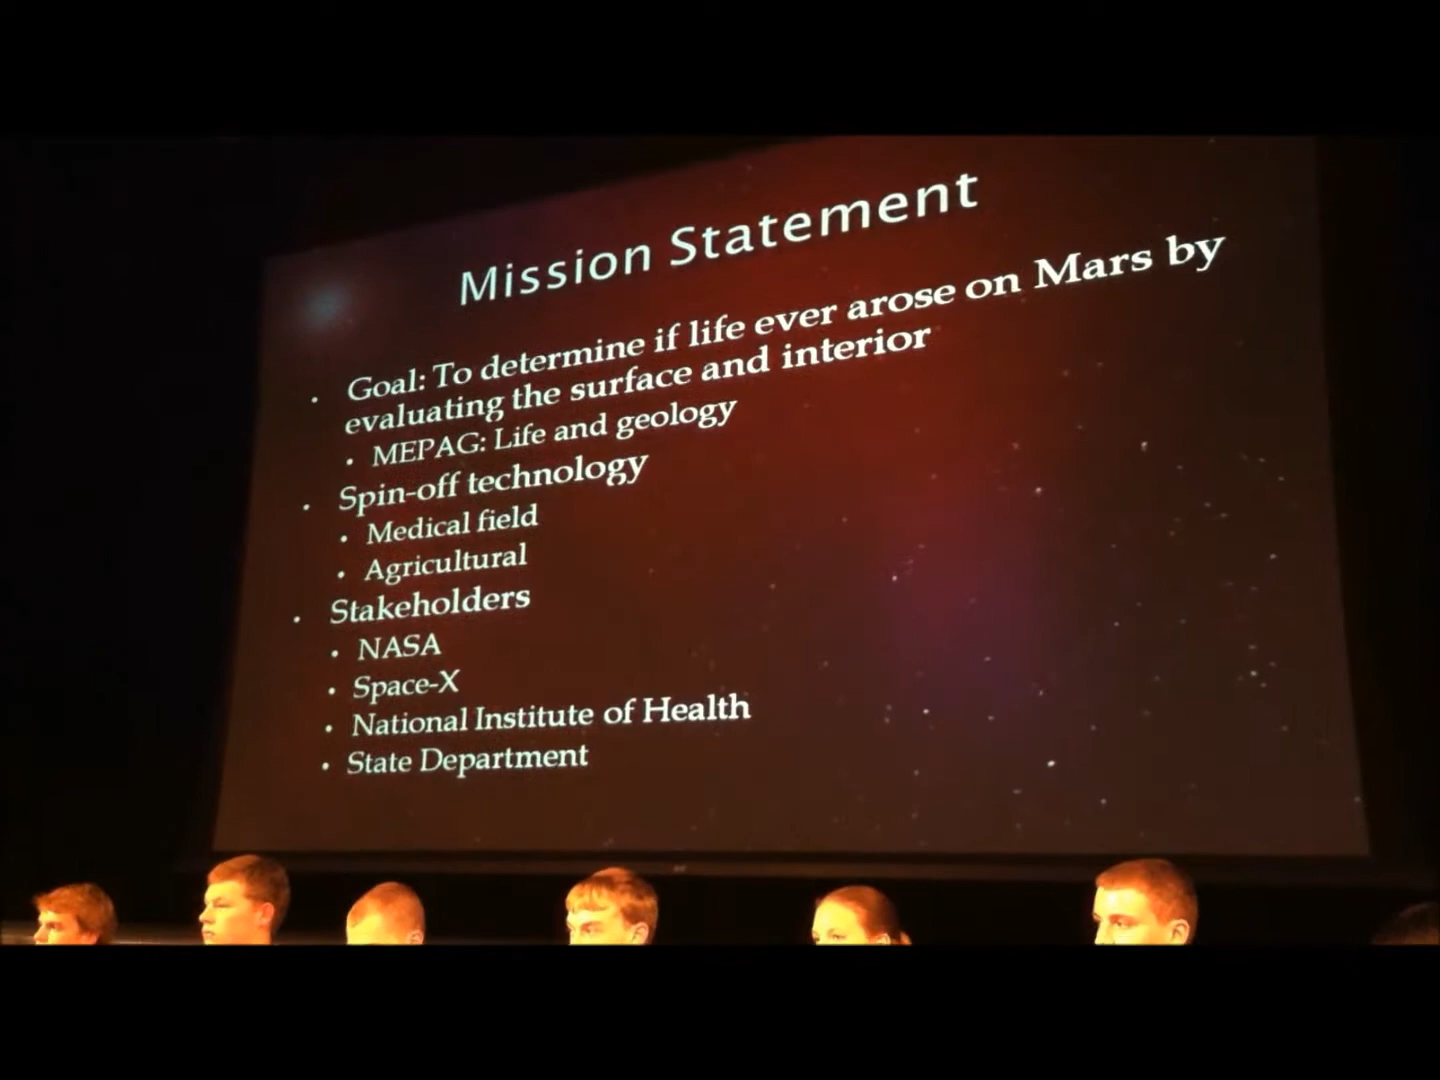 Mission Statement
• Goal: To determine if life ever arose on Mars by
evaluating the surface and interior
• MEPAG: Life and geology
• Spin-off technology
• Medical field
• Agricultural
• Stakeholders
• NASA
• Space-X
• National Institute of Health
• State Department